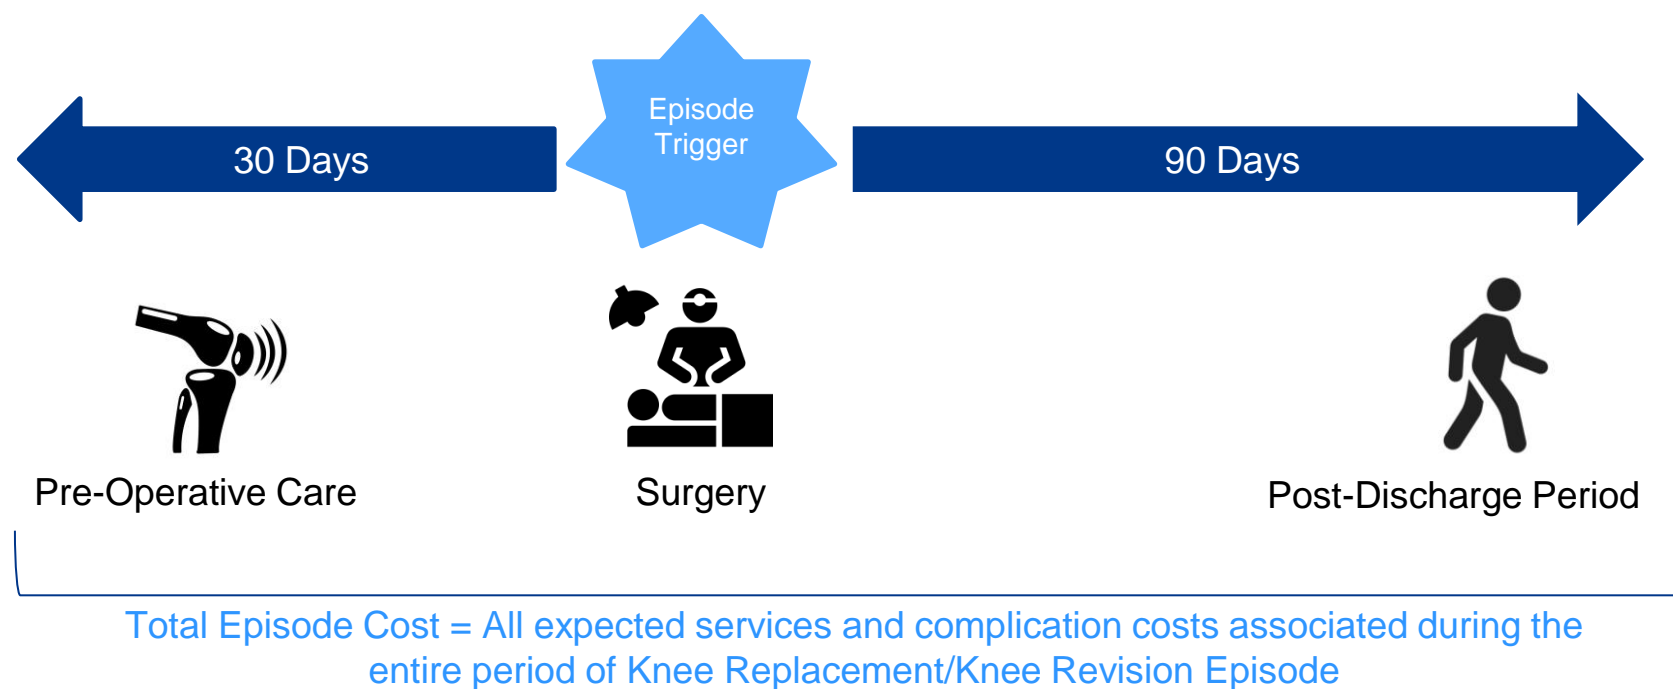 Episode
Trigger
30 Days
90 Days
Pre-Operative Care
Surgery
Post-Discharge Period
Total Episode Cost = All expected services and complication costs associated during the
entire period of Knee Replacement/Knee Revision Episode